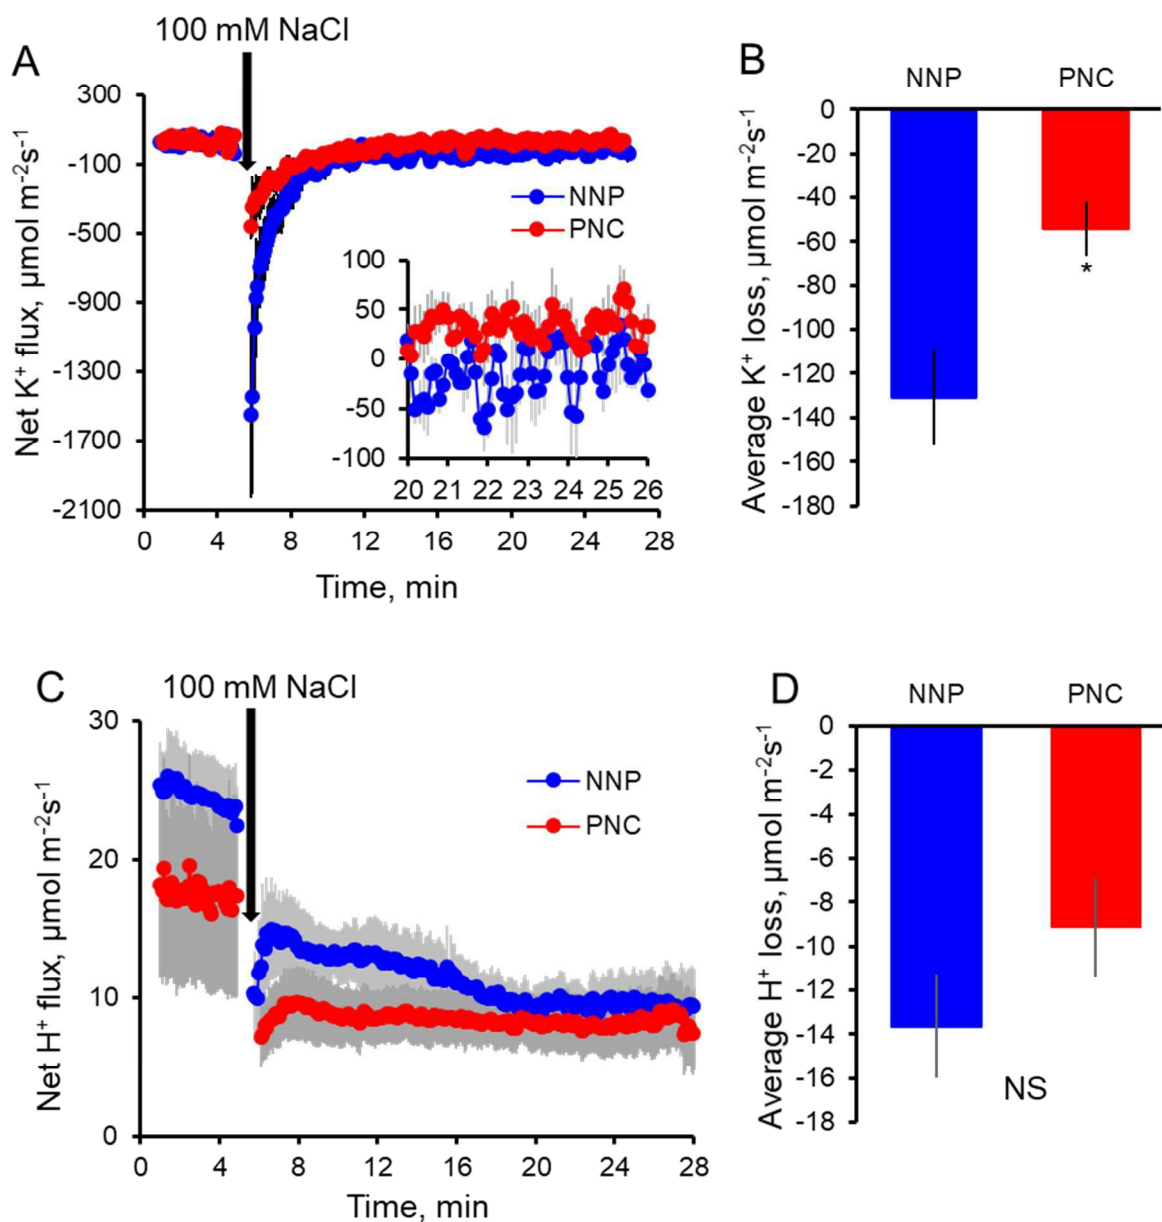 100 mM NaCl
A
Net K⁺ flux, µmol m⁻²s⁻¹
300
-100
-500
-900
-1300
-1700
-2100
0 4 8 12 16 20 24 28
Time, min
NNP
PNC
100
50
0
-50
-100
20 21 22 23 24 25 26
B
NNP PNC
Average K⁺ loss, µmol m⁻²s⁻¹
0
-20
-40
-60
-80
-100
-120
-140
-160
-180
*
C
100 mM NaCl
Net H⁺ flux, µmol m⁻²s⁻¹
30
20
10
0
0 4 8 12 16 20 24 28
Time, min
NNP
PNC
D
NNP PNC
Average H⁺ loss, µmol m⁻²s⁻¹
0
-2
-4
-6
-8
-10
-12
-14
-16
-18
NS